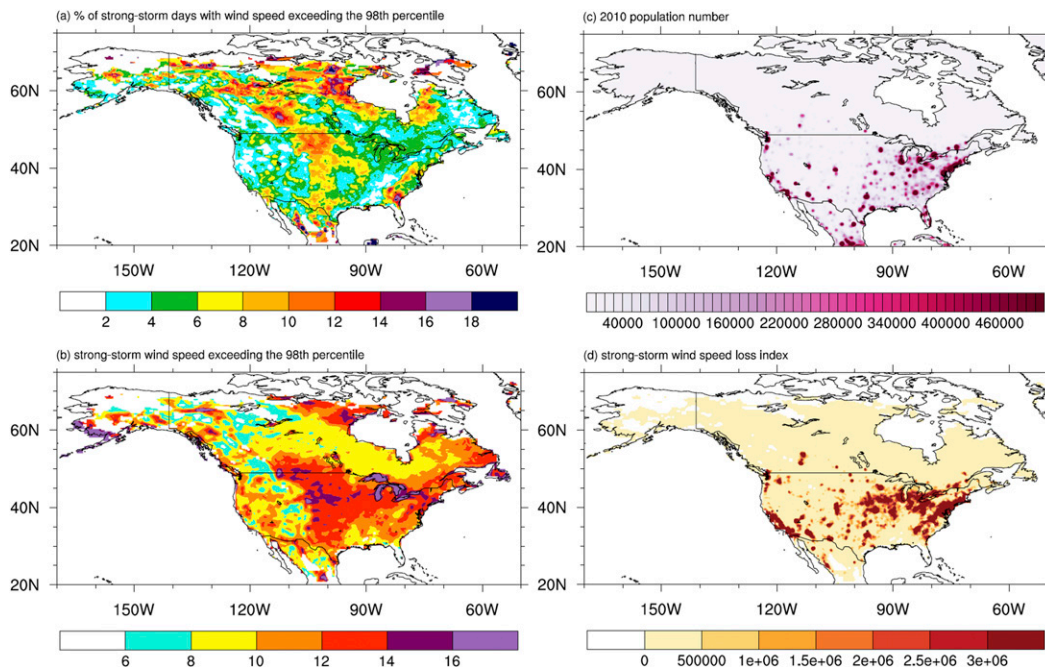 (a) % of strong-storm days with wind speed exceeding the 98th percentile
60N
40N
20N
150W 120W 90W 60W
2 4 6 8 10 12 14 16 18
(c) 2010 population number
60N
40N
20N
150W 120W 90W 60W
40000 100000 160000 220000 280000 340000 400000 460000
(b) strong-storm wind speed exceeding the 98th percentile
60N
40N
20N
150W 120W 90W 60W
6 8 10 12 14 16
(d) strong-storm wind speed loss index
60N
40N
20N
150W 120W 90W 60W
0 500000 1e+06 1.5e+06 2e+06 2.5e+06 3e+06